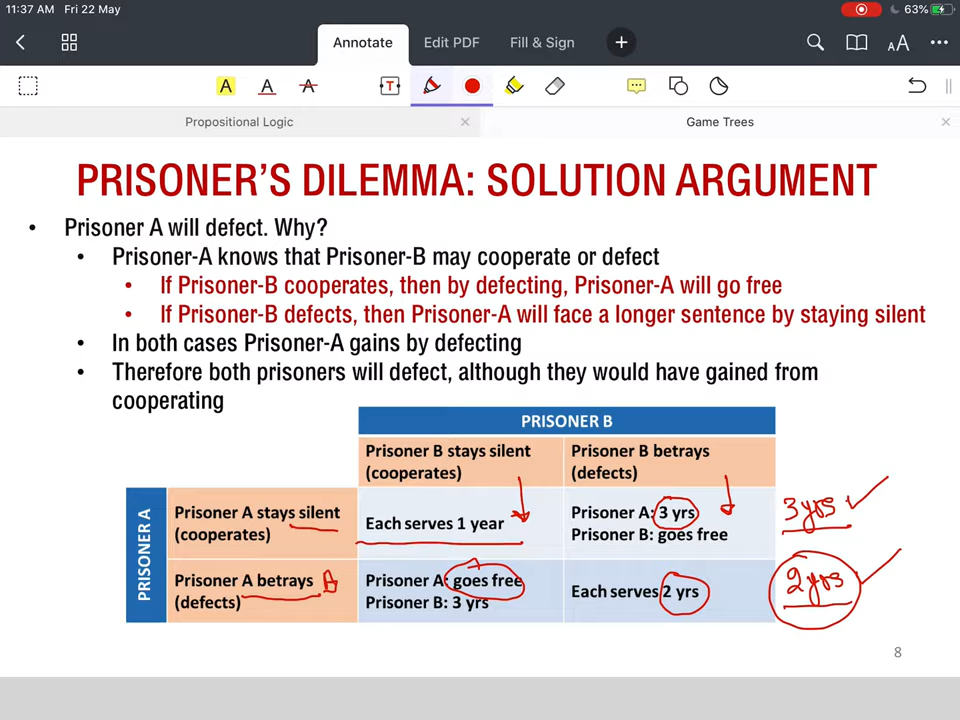 11:37 AM Fri 22 May 63%
Annotate Edit PDF Fill & Sign
A A A T AA
Propositional Logic Game Trees
PRISONER'S DILEMMA: SOLUTION ARGUMENT
• Prisoner A will defect. Why?
• Prisoner-A knows that Prisoner-B may cooperate or defect
• If Prisoner-B cooperates, then by defecting, Prisoner-A will go free
• If Prisoner-B defects, then Prisoner-A will face a longer sentence by staying silent
• In both cases Prisoner-A gains by defecting
• Therefore both prisoners will defect, although they would have gained from
cooperating
PRISONER B
Prisoner B stays silent
(cooperates)
Prisoner B betrays
(defects)
PRISONER A
Prisoner A stays silent
(cooperates)
Each serves 1 year
Prisoner A: 3 yrs
Prisoner B: goes free
3 yrs
Prisoner A betrays
(defects)
Prisoner A: goes free
Prisoner B: 3 yrs
Each serves 2 yrs
2 yrs
8